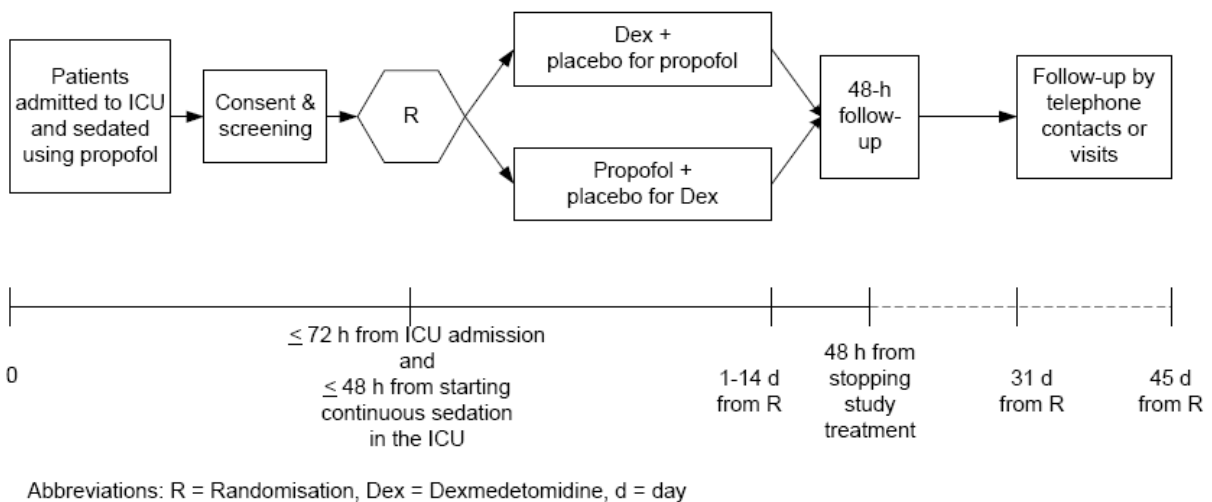 Patients
admitted to ICU
and sedated
using propofol
Consent &
screening
R
Dex +
placebo for propofol
Propofol +
placebo for Dex
48-h
follow-
up
Follow-up by
telephone
contacts or
visits
0
≤ 72 h from ICU admission
and
≤ 48 h from starting
continuous sedation
in the ICU
1-14 d
from R
48 h from
stopping
study
treatment
31 d
from R
45 d
from R
Abbreviations: R = Randomisation, Dex = Dexmedetomidine, d = day